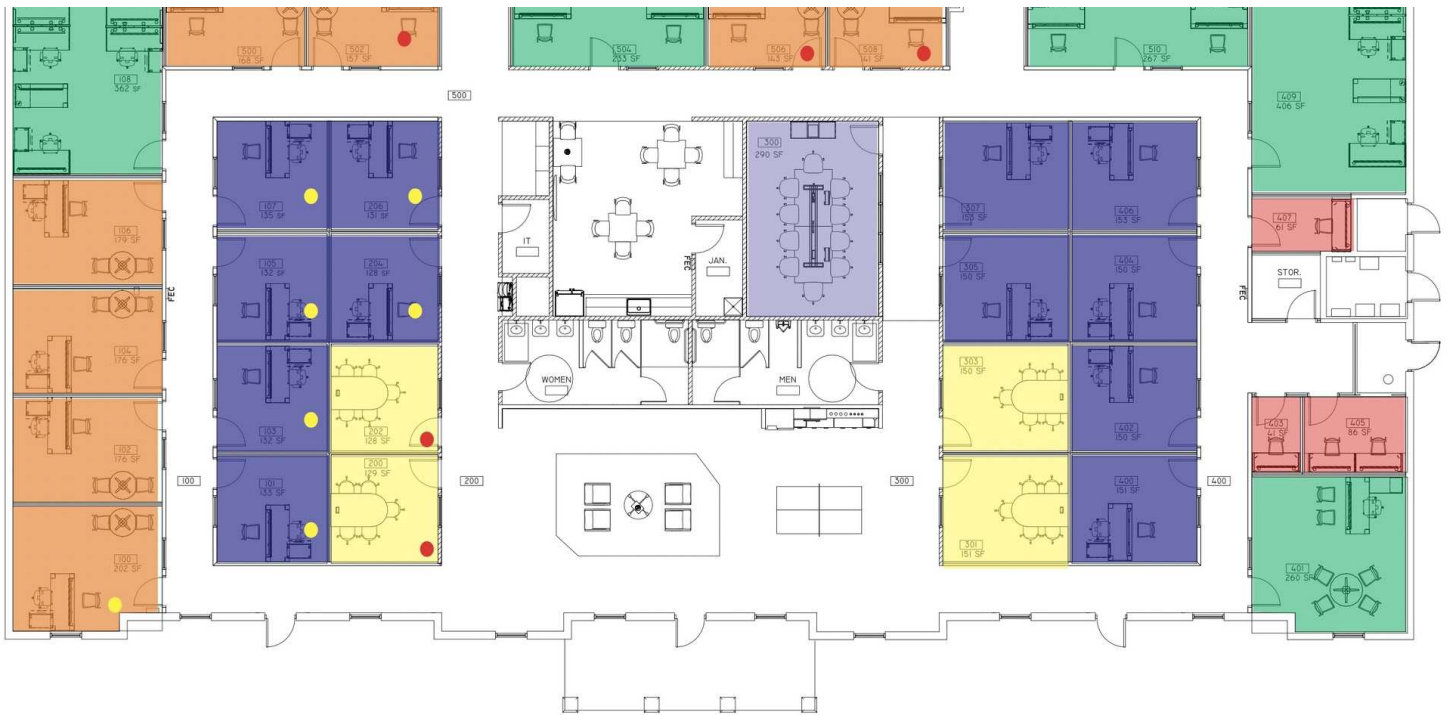 500
168 SF
502
157 SF
504
233 SF
506
143 SF
508
141 SF
510
267 SF
108
362 SF
409
406 SF
500
107
135 SF
206
131 SF
300
290 SF
307
153 SF
406
153 SF
407
61 SF
106
179 SF
IT
JAN.
FEC
105
132 SF
204
128 SF
305
150 SF
404
150 SF
STOR.
FEC
FEC
104
176 SF
WOMEN
MEN
303
150 SF
103
132 SF
202
128 SF
402
150 SF
403
41 SF
405
86 SF
102
176 SF
100
101
133 SF
200
129 SF
200
300
400
151 SF
400
301
151 SF
100
202 SF
401
260 SF